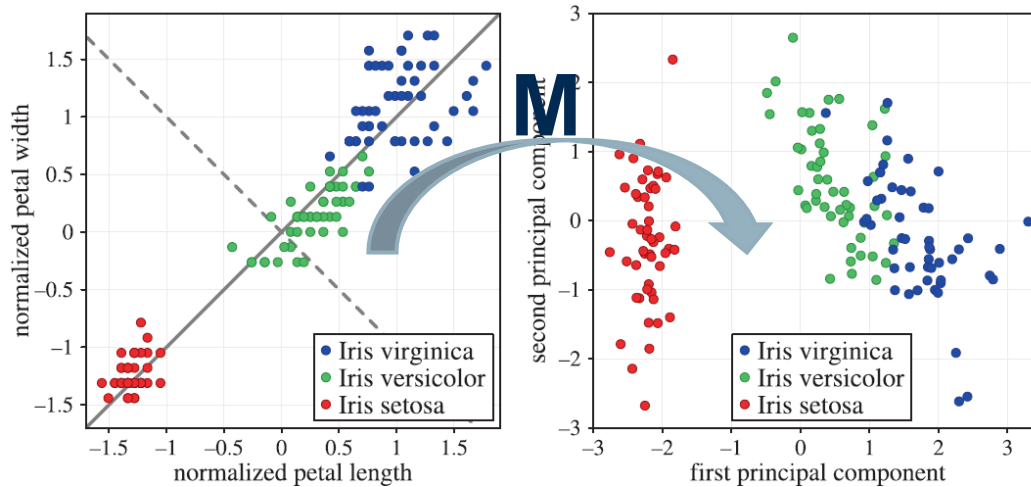 M
normalized petal width
1.5
1
0.5
0
−0.5
−1
−1.5
Iris virginica
Iris versicolor
Iris setosa
−1.5 −1 −0.5 0 0.5 1 1.5
normalized petal length
second principal component
3
2
1
0
−1
−2
−3
Iris virginica
Iris versicolor
Iris setosa
−3 −2 −1 0 1 2 3
first principal component